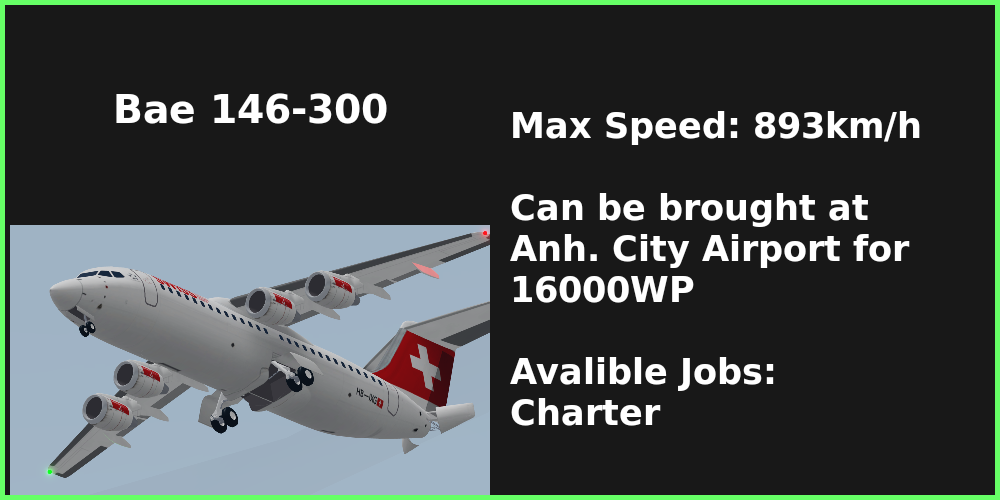 Bae 146-300
Max Speed: 893km/h
Can be brought at
Anh. City Airport for
16000WP
Avalible Jobs:
Charter